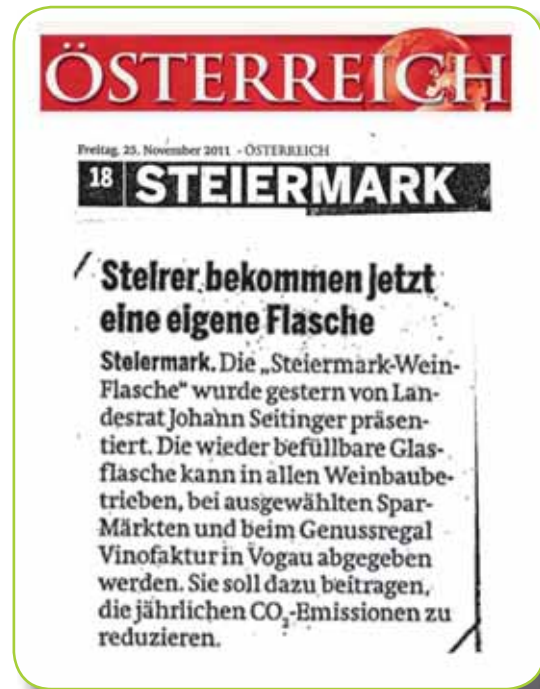 ÖSTERREICH
Freitag, 25. November 2011 - ÖSTERREICH
18 STEIERMARK
Steirer bekommen jetzt
eine eigene Flasche
Steiermark. Die „Steiermark-Wein-
Flasche“ wurde gestern von Lan-
desrat Johann Seitinger präsen-
tiert. Die wieder befüllbare Glas-
flasche kann in allen Weinbaube-
trieben, bei ausgewählten Spar-
Märkten und beim Genussregal
Vinofaktur in Vogau abgegeben
werden. Sie soll dazu beitragen,
die jährlichen CO₂-Emissionen zu
reduzieren.